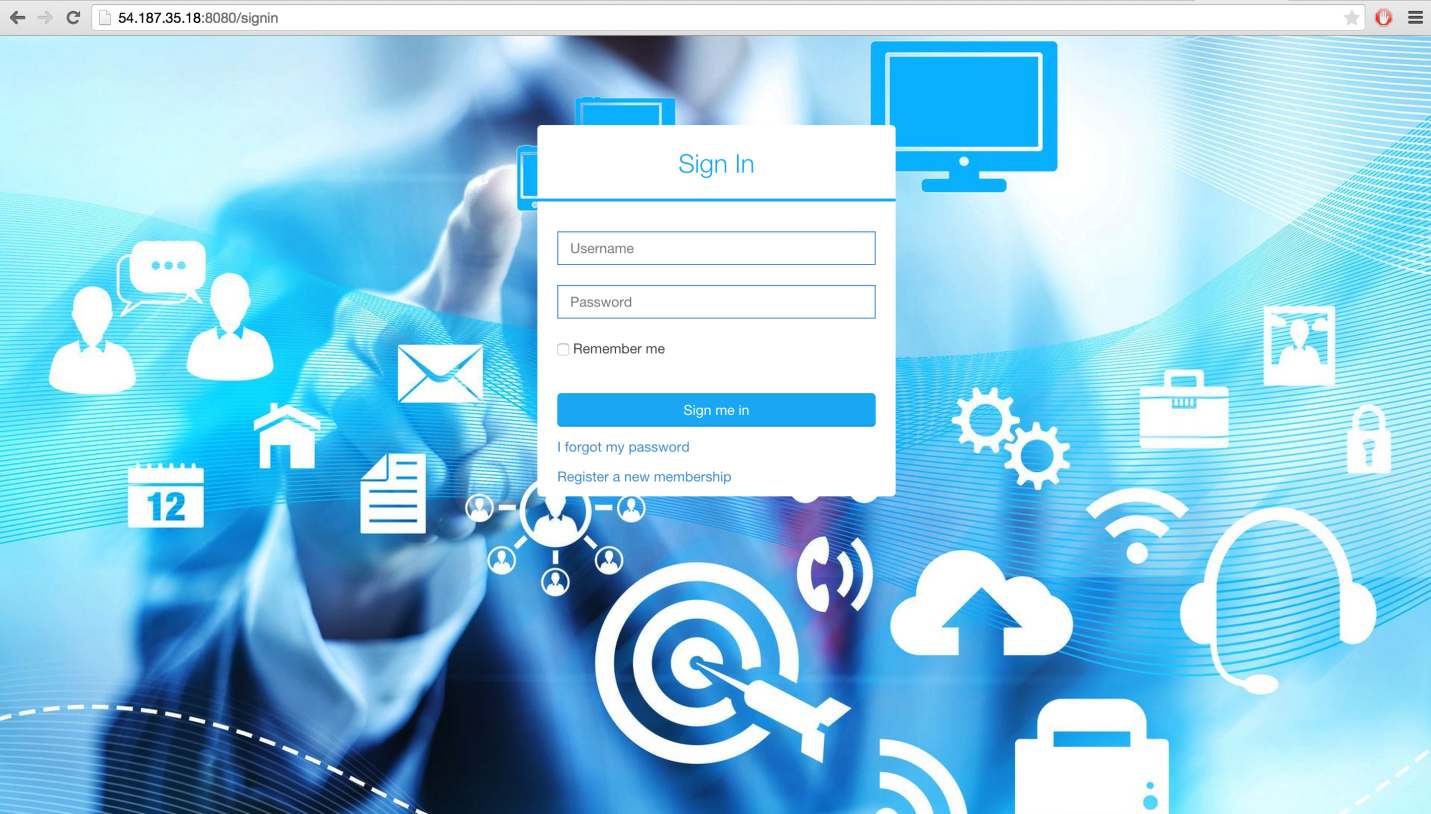 54.187.35.18:8080/signin
Sign In
Username
Password
Remember me
Sign me in
I forgot my password
Register a new membership
12